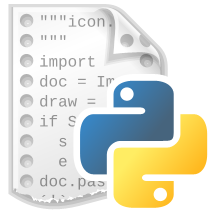 """icon.
"""
import
doc = Im
draw =
if S
s
e
doc.pas